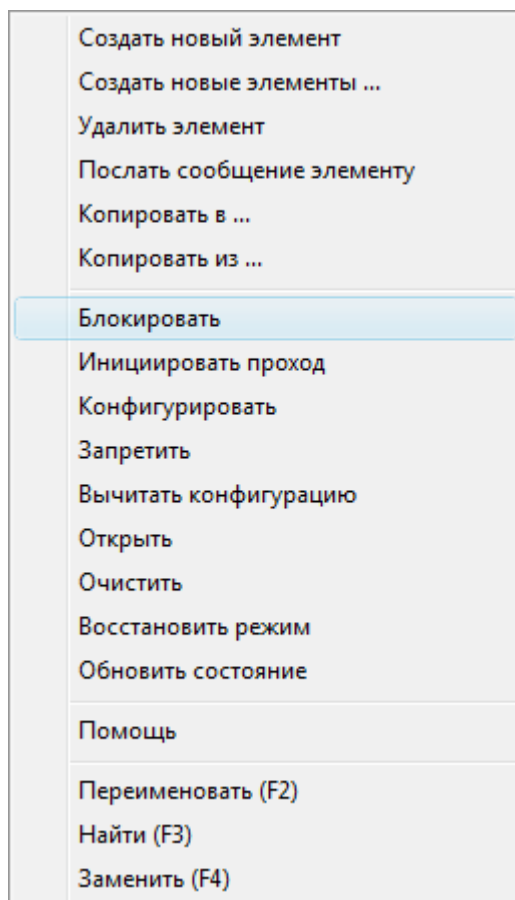 Создать новый элемент
Создать новые элементы ...
Удалить элемент
Послать сообщение элементу
Копировать в ...
Копировать из ...
Блокировать
Инициировать проход
Конфигурировать
Запретить
Вычитать конфигурацию
Открыть
Очистить
Восстановить режим
Обновить состояние
Помощь
Переименовать (F2)
Найти (F3)
Заменить (F4)